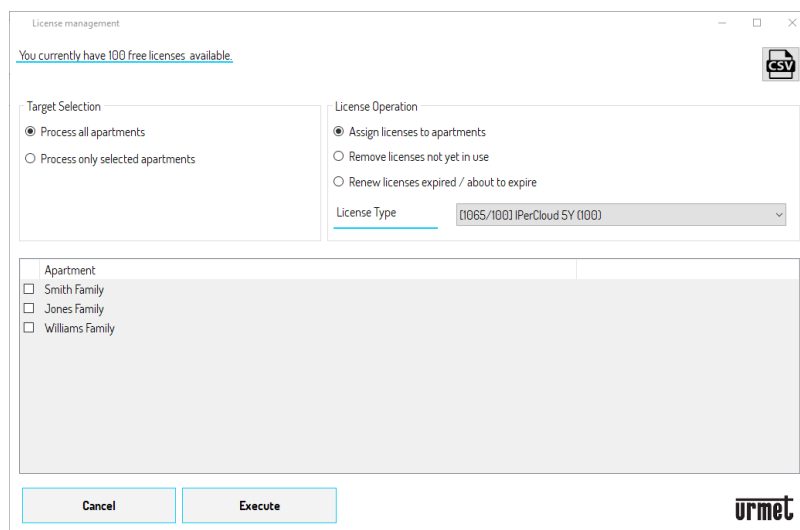 License management
You currently have 100 free licenses available.
CSV
Target Selection
Process all apartments
Process only selected apartments
License Operation
Assign licenses to apartments
Remove licenses not yet in use
Renew licenses expired / about to expire
License Type
[1065/100] IPerCloud 5Y (100)
Apartment
Smith Family
Jones Family
Williams Family
Cancel
Execute
urmet